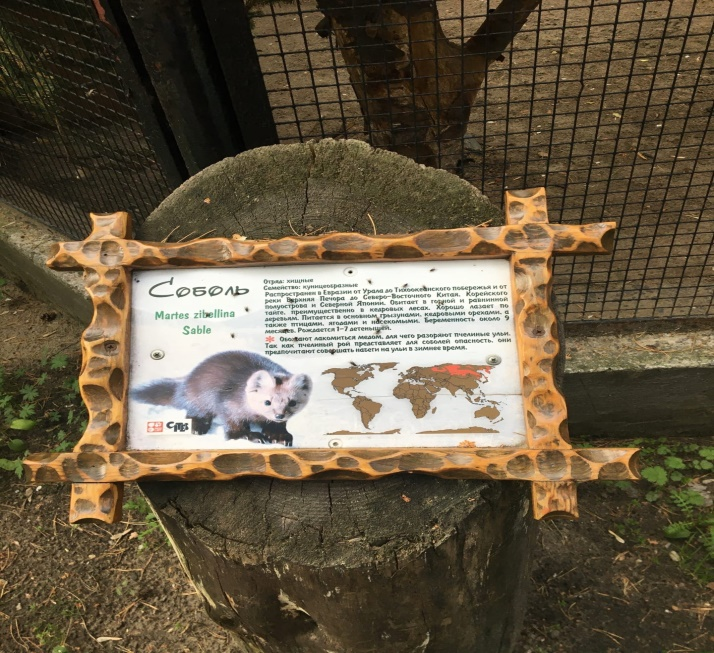 Соболь
Martes zibellina
Sable
Отряд: хищные
Семейство: куницеобразные
Распространен в Евразии от Урала до Тихоокеанского побережья и от
реки Верхняя Печора до Северо-Восточного Китая, Корейского
полуострова и Северной Японии. Обитает в горной и равнинной
тайге, преимущественно в кедровых лесах. Хорошо лазает по
деревьям. Питается в основном грызунами, кедровыми орехами, а
также птицами, ягодами и насекомыми. Беременность около 9
месяцев. Рождается 1-7 детенышей.
Обожают лакомиться медом, для чего разоряют пчелиные ульи.
Так как пчелиный рой представляет для соболей опасность, они
предпочитают совершать набеги на ульи в зимнее время.
CITES